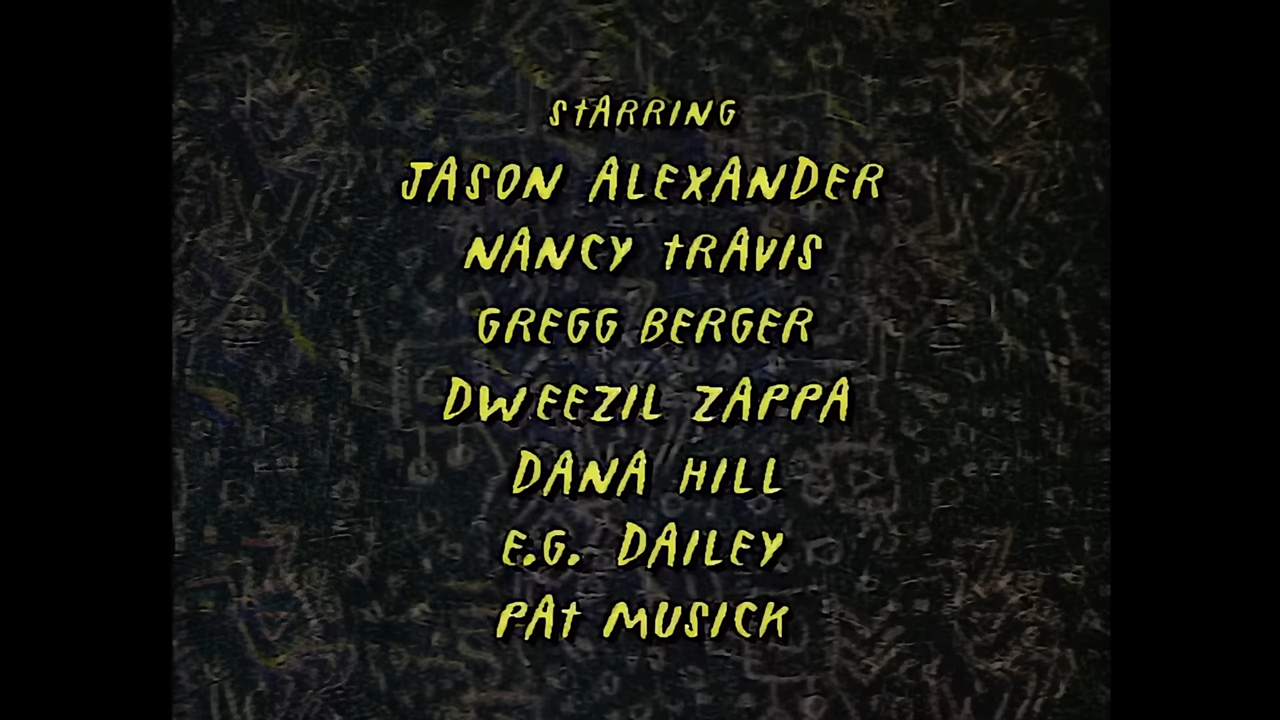 STARRING
JASON ALEXANDER
NANCY TRAVIS
GREGG BERGER
DWEEZIL ZAPPA
DANA HILL
E.G. DAILEY
PAT MUSICK